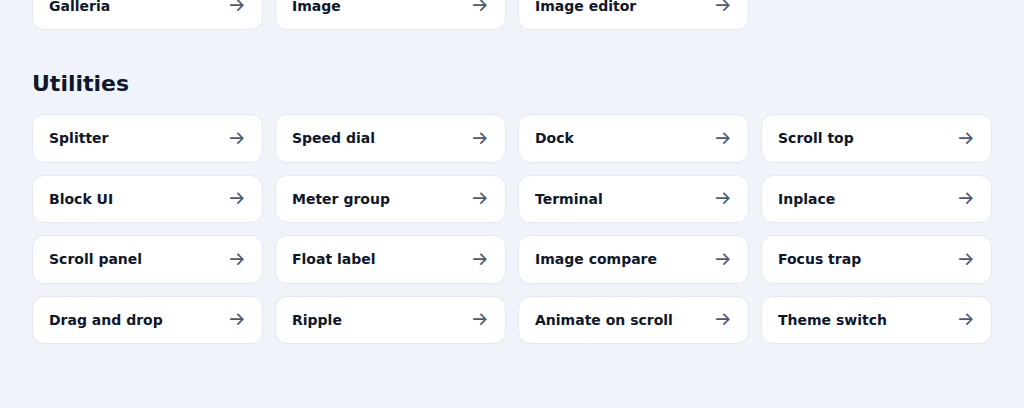 Galleria
Image
Image editor
Utilities
Splitter
Speed dial
Dock
Scroll top
Block UI
Meter group
Terminal
Inplace
Scroll panel
Float label
Image compare
Focus trap
Drag and drop
Ripple
Animate on scroll
Theme switch